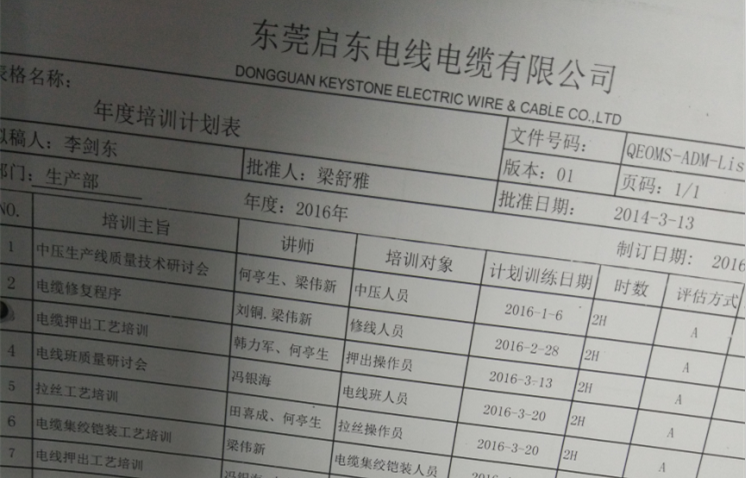 东莞启东电线电缆有限公司
DONGGUAN KEYSTONE ELECTRIC WIRE & CABLE CO.,LTD
表格名称:
年度培训计划表
文件号码: QEOMS-ADM-Lis
拟稿人: 李剑东 批准人: 梁舒雅 版本: 01 页码: 1/1
部门: 生产部 年度: 2016年 批准日期: 2014-3-13
制订日期: 2016
NO. 培训主旨 讲师 培训对象 计划训练日期 时数 评估方式
1 中压生产线质量技术研讨会 何亭生、梁伟新 中压人员 2016-1-6 2H A
2 电缆修复程序 刘铜.梁伟新 修线人员 2016-2-28 2H A
电缆押出工艺培训 韩力军、何亭生 押出操作员 2016-3-13 2H A
4 电线班质量研讨会 冯银海 电线班人员 2016-3-20 2H A
5 拉丝工艺培训 田喜成、何亭生 拉丝操作员 2016-3-20 2H A
6 电缆集绞铠装工艺培训 梁伟新 电缆集绞铠装人员
7 电线押出工艺培训